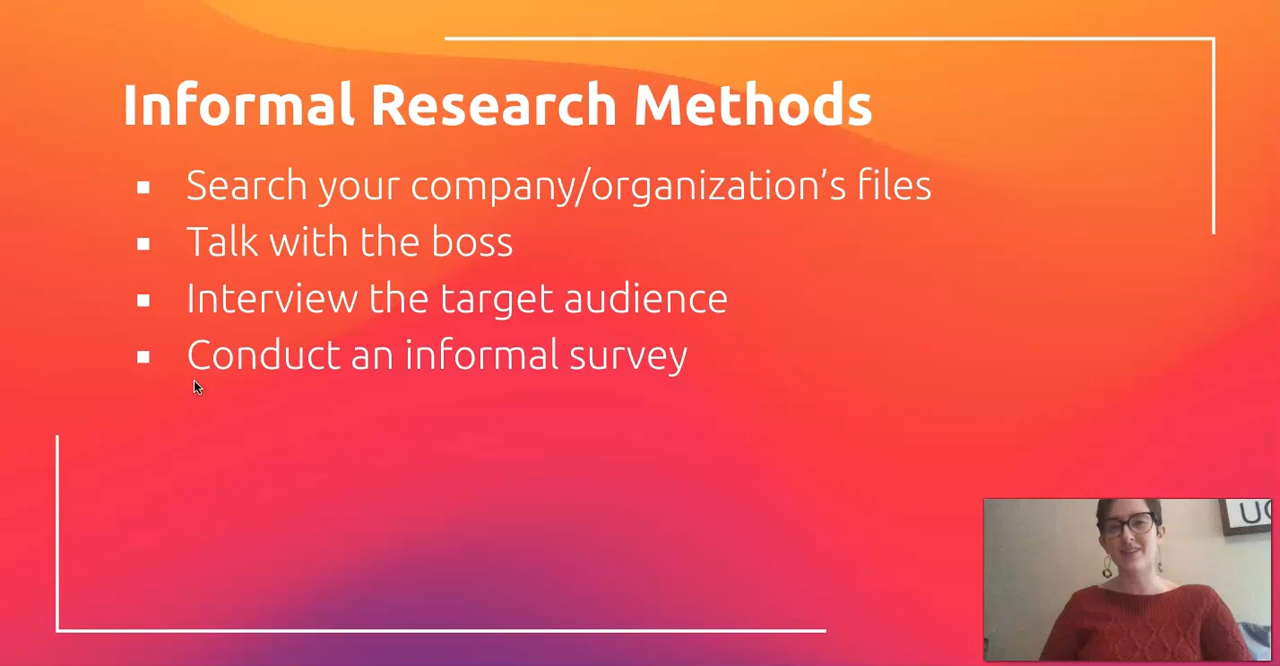 Informal Research Methods
Search your company/organization’s files
Talk with the boss
Interview the target audience
Conduct an informal survey